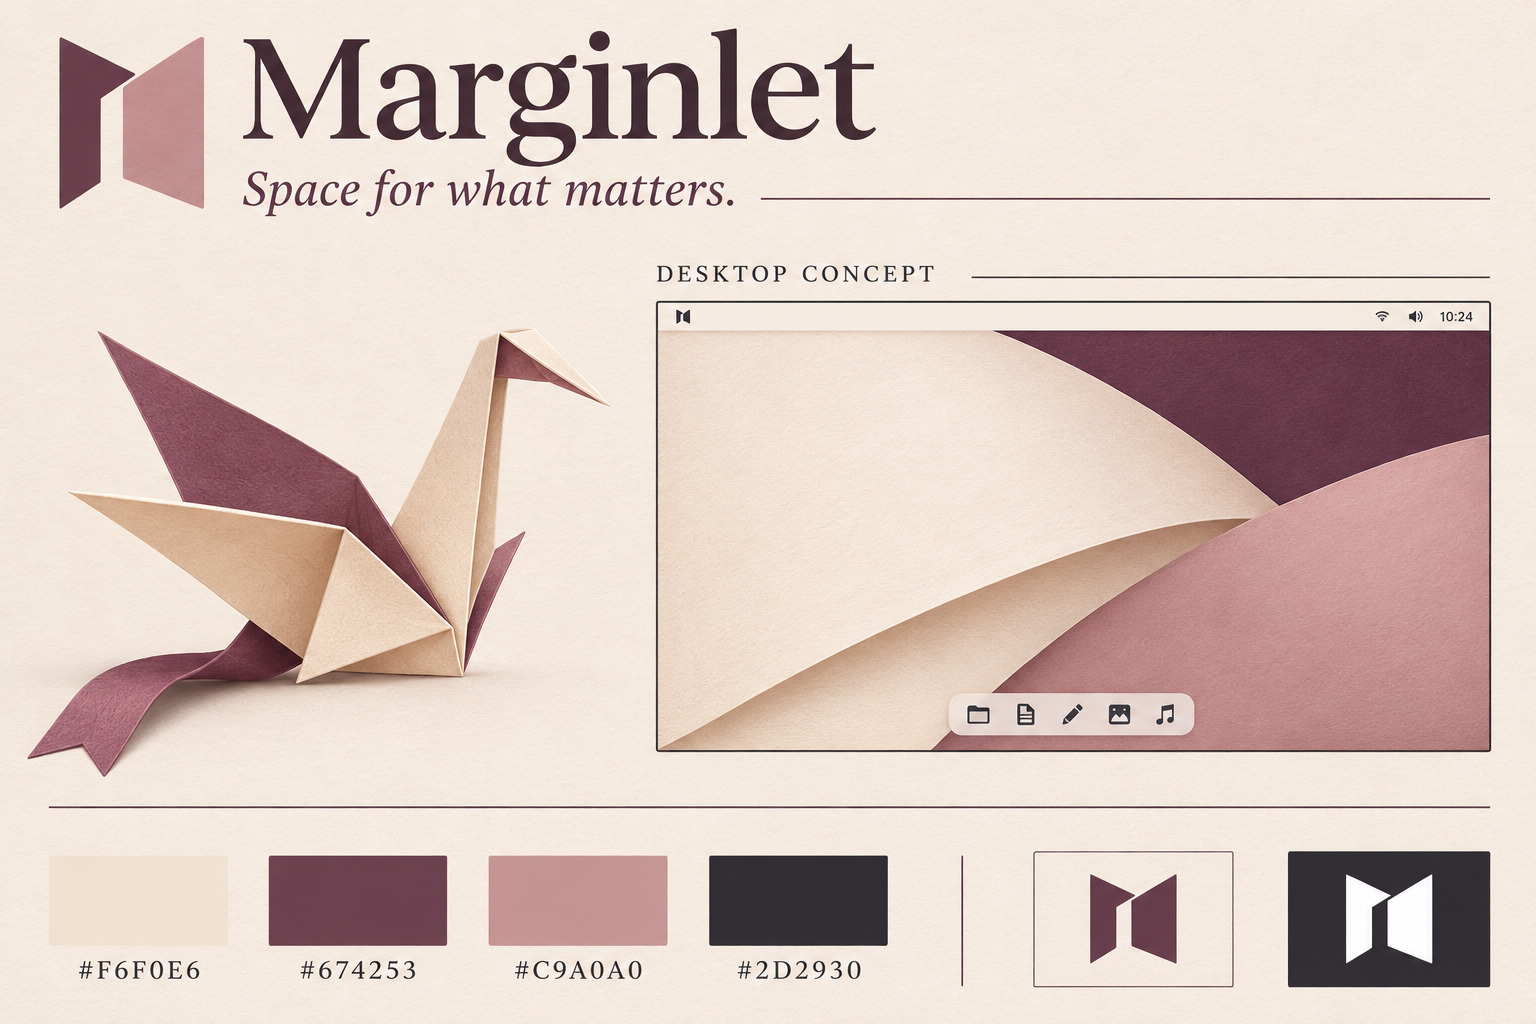 Marginlet
Space for what matters.
DESKTOP CONCEPT
10:24
#F6F0E6
#674253
#C9A0A0
#2D2930